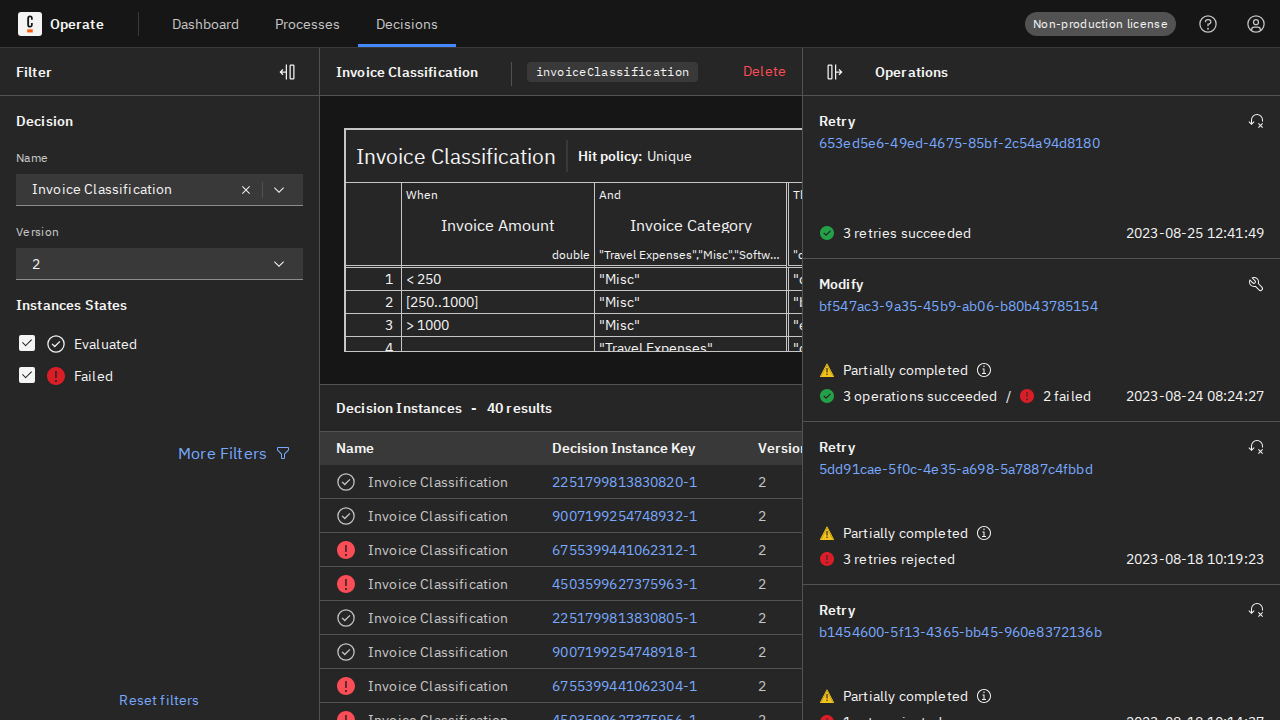 C Operate Dashboard Processes Decisions Non-production license
Filter
Decision
Name
Invoice Classification
Version
2
Instances States
Evaluated
Failed
More Filters
Reset filters
Invoice Classification invoiceClassification Delete
Invoice Classification Hit policy: Unique
When And
Invoice Amount Invoice Category
double "Travel Expenses","Misc","Softw...
1 < 250 "Misc"
2 [250..1000] "Misc"
3 > 1000 "Misc"
4 "Travel Expenses"
Decision Instances - 40 results
Name Decision Instance Key Version
Invoice Classification 2251799813830820-1 2
Invoice Classification 9007199254748932-1 2
Invoice Classification 6755399441062312-1 2
Invoice Classification 4503599627375963-1 2
Invoice Classification 2251799813830805-1 2
Invoice Classification 9007199254748918-1 2
Invoice Classification 6755399441062304-1 2
Invoice Classification 4503599627375956-1 2
Operations
Retry
653ed5e6-49ed-4675-85bf-2c54a94d8180
3 retries succeeded 2023-08-25 12:41:49
Modify
bf547ac3-9a35-45b9-ab06-b80b43785154
Partially completed
3 operations succeeded / 2 failed 2023-08-24 08:24:27
Retry
5dd91cae-5f0c-4e35-a698-5a7887c4fbbd
Partially completed
3 retries rejected 2023-08-18 10:19:23
Retry
b1454600-5f13-4365-bb45-960e8372136b
Partially completed